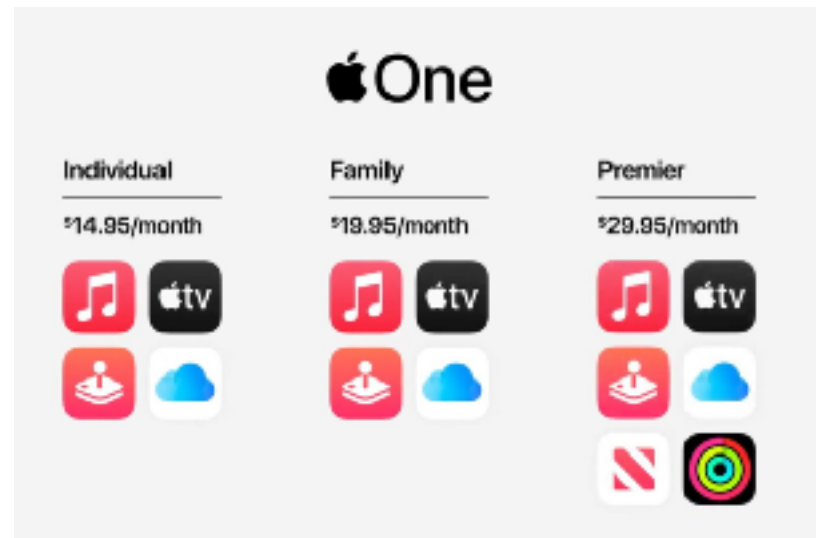 One
Individual
$14.95/month
tv
Family
$19.95/month
tv
Premier
$29.95/month
tv